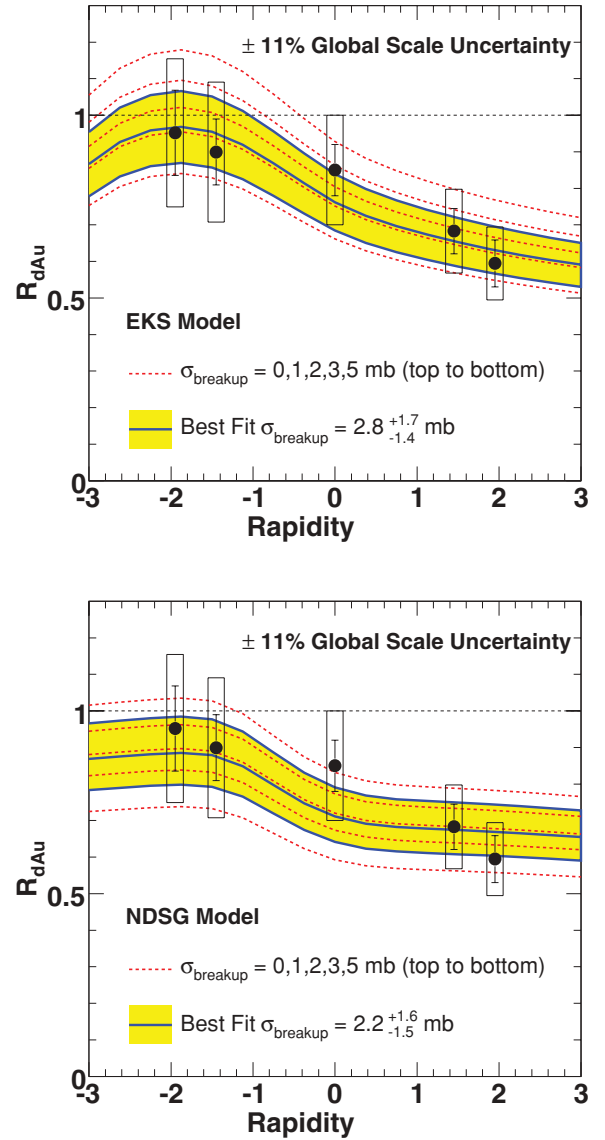 ± 11% Global Scale Uncertainty
1
0.5
0
R_dAu
EKS Model
σ_breakup = 0,1,2,3,5 mb (top to bottom)
Best Fit σ_breakup = 2.8 +1.7 -1.4 mb
-3 -2 -1 0 1 2 3
Rapidity
± 11% Global Scale Uncertainty
1
0.5
0
R_dAu
NDSG Model
σ_breakup = 0,1,2,3,5 mb (top to bottom)
Best Fit σ_breakup = 2.2 +1.6 -1.5 mb
-3 -2 -1 0 1 2 3
Rapidity